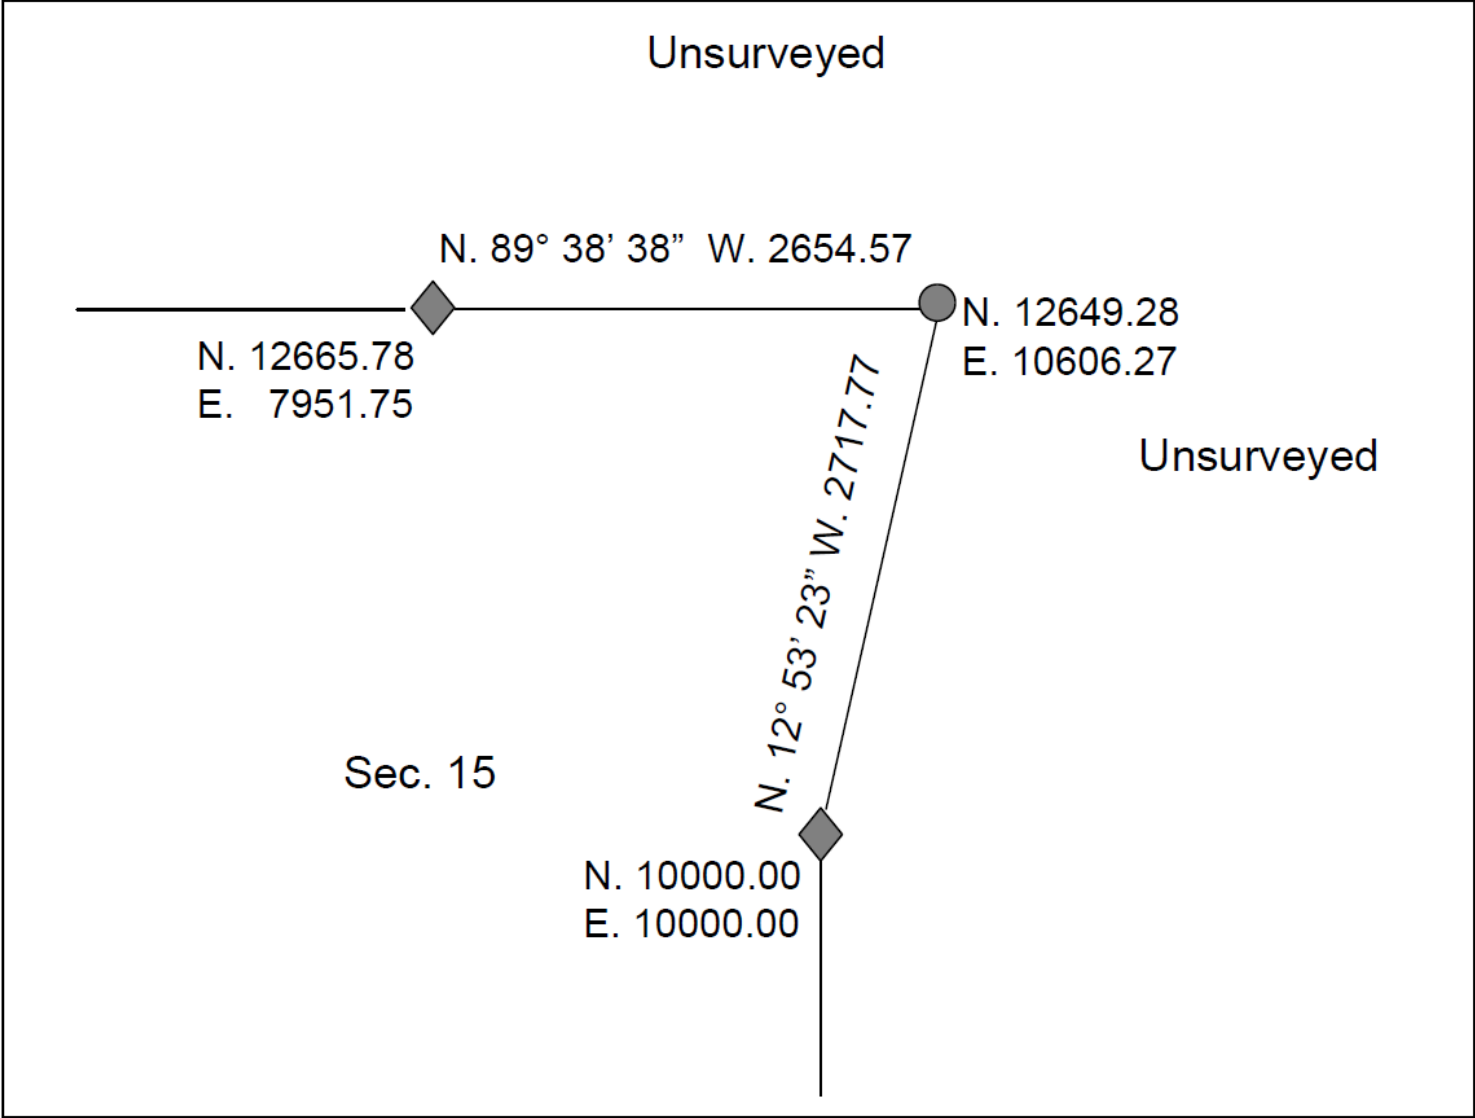 Unsurveyed
N. 89° 38’ 38” W. 2654.57
N. 12649.28
E. 10606.27
N. 12665.78
E. 7951.75
N. 12° 53’ 23” W. 2717.77
Unsurveyed
Sec. 15
N. 10000.00
E. 10000.00